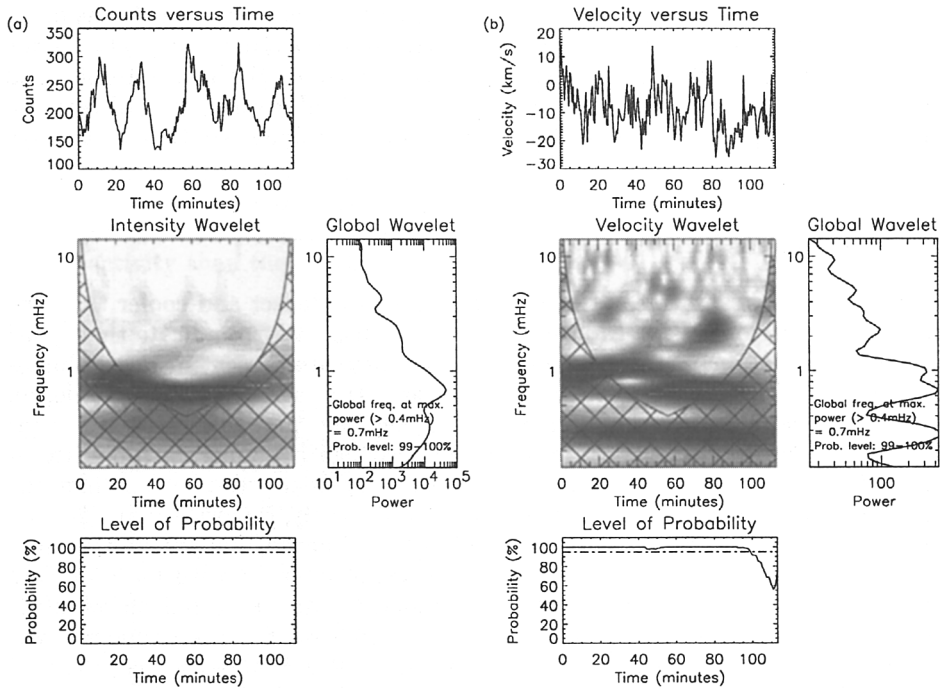 (a)
Counts versus Time
350
300
250
200
150
100
Counts
0 20 40 60 80 100
Time (minutes)
Intensity Wavelet
10
1
Frequency (mHz)
0 20 40 60 80 100
Time (minutes)
Global Wavelet
10
1
Global freq. at max.
power (> 0.4mHz)
= 0.7mHz
Prob. level: 99-100%
10^1 10^2 10^3 10^4 10^5
Power
Level of Probability
100
80
60
40
20
0
Probability (%)
0 20 40 60 80 100
Time (minutes)
(b)
Velocity versus Time
20
10
0
-10
-20
-30
Velocity (km/s)
0 20 40 60 80 100
Time (minutes)
Velocity Wavelet
10
1
Frequency (mHz)
0 20 40 60 80 100
Time (minutes)
Global Wavelet
10
1
Global freq. at max.
power (> 0.4mHz)
= 0.7mHz
Prob. level: 99-100%
100
Power
Level of Probability
100
80
60
40
20
0
Probability (%)
0 20 40 60 80 100
Time (minutes)